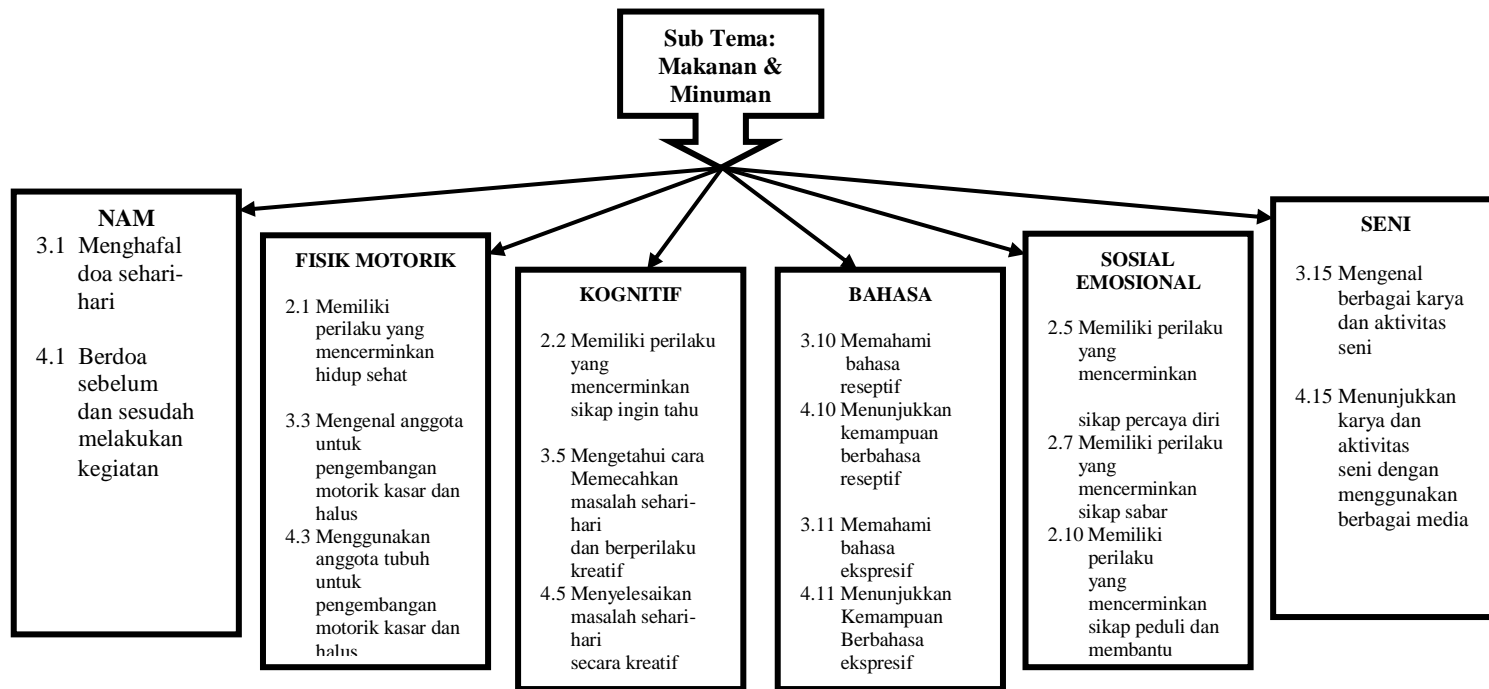 Sub Tema:
Makanan &
Minuman
NAM
3.1 Menghafal
doa sehari-
hari
4.1 Berdoa
sebelum
dan sesudah
melakukan
kegiatan
FISIK MOTORIK
2.1 Memiliki
perilaku yang
mencerminkan
hidup sehat
3.3 Mengenal anggota
untuk
pengembangan
motorik kasar dan
halus
4.3 Menggunakan
anggota tubuh
untuk
pengembangan
motorik kasar dan
halus
KOGNITIF
2.2 Memiliki perilaku
yang
mencerminkan
sikap ingin tahu
3.5 Mengetahui cara
Memecahkan
masalah sehari-
hari
dan berperilaku
kreatif
4.5 Menyelesaikan
masalah sehari-
hari
secara kreatif
BAHASA
3.10 Memahami
bahasa
reseptif
4.10 Menunjukkan
kemampuan
berbahasa
reseptif
3.11 Memahami
bahasa
ekspresif
4.11 Menunjukkan
Kemampuan
Berbahasa
ekspresif
SOSIAL
EMOSIONAL
2.5 Memiliki perilaku
yang
mencerminkan
sikap percaya diri
2.7 Memiliki perilaku
yang
mencerminkan
sikap sabar
2.10 Memiliki
perilaku
yang
mencerminkan
sikap peduli dan
membantu
SENI
3.15 Mengenal
berbagai karya
dan aktivitas
seni
4.15 Menunjukkan
karya dan
aktivitas
seni dengan
menggunakan
berbagai media